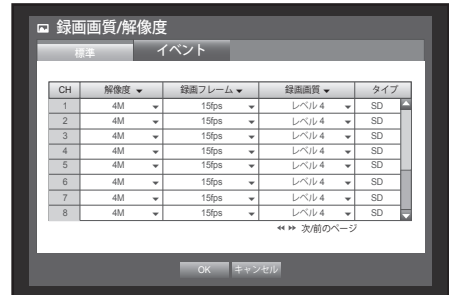 録画画質/解像度
標準 イベント
CH 解像度 録画フレーム 録画画質 タイプ
1 4M 15fps レベル 4 SD
2 4M 15fps レベル 4 SD
3 4M 15fps レベル 4 SD
4 4M 15fps レベル 4 SD
5 4M 15fps レベル 4 SD
6 4M 15fps レベル 4 SD
7 4M 15fps レベル 4 SD
8 4M 15fps レベル 4 SD
次/前のページ
OK キャンセル